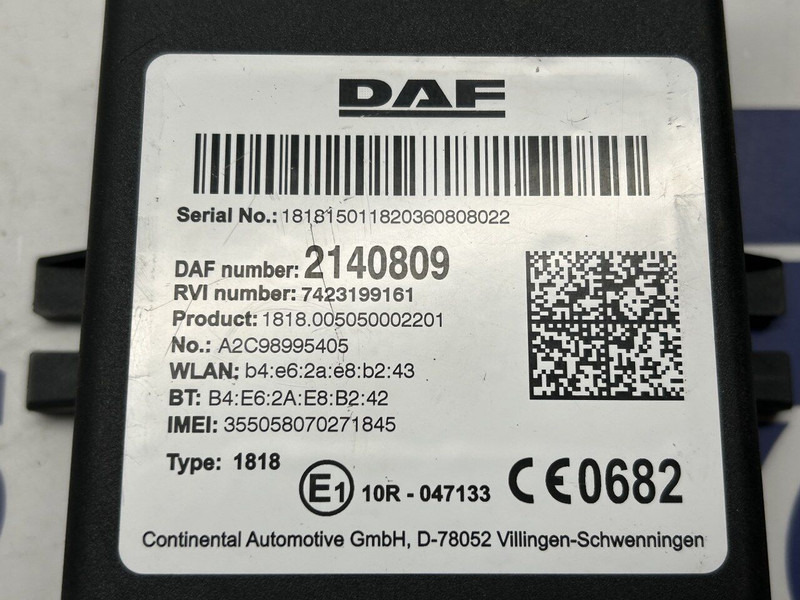 DAF
Serial No.: 181815011820360808022
DAF number: 2140809
RVI number: 7423199161
Product: 1818.005050002201
No.: A2C98995405
WLAN: b4:e6:2a:e8:b2:43
BT: B4:E6:2A:E8:B2:42
IMEI: 355058070271845
Type: 1818
E1 10R - 047133 CE0682
Continental Automotive GmbH, D-78052 Villingen-Schwenningen